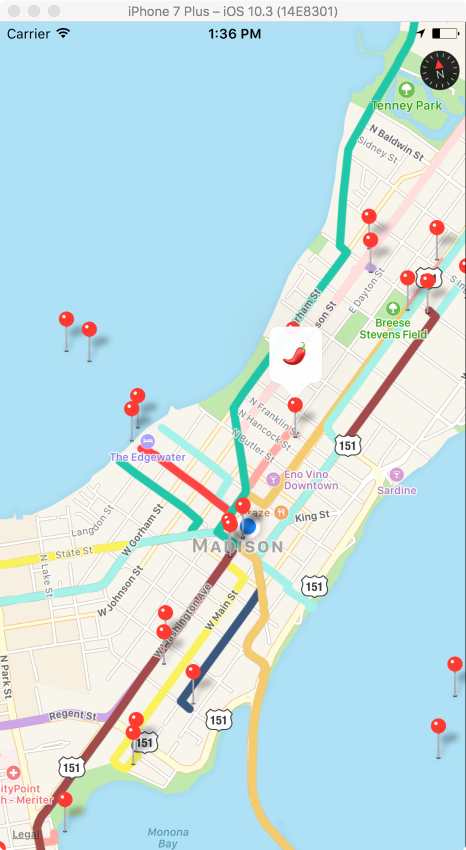 iPhone 7 Plus – iOS 10.3 (14E8301)
Carrier
1:36 PM
N
Tenney Park
N Baldwin St
Sidney St
E Dayton St
151
Breese
Stevens Field
N Franklin St
N Hancock St
N Butler St
151
The Edgewater
Eno Vino
Downtown
Sardine
King St
MADISON
Langdon St
W Gorham St
State St
N Lake St
W Johnson St
W Washington Ave
W Main St
151
N Park St
Regent St
151
151
151
Legal
Monona
Bay